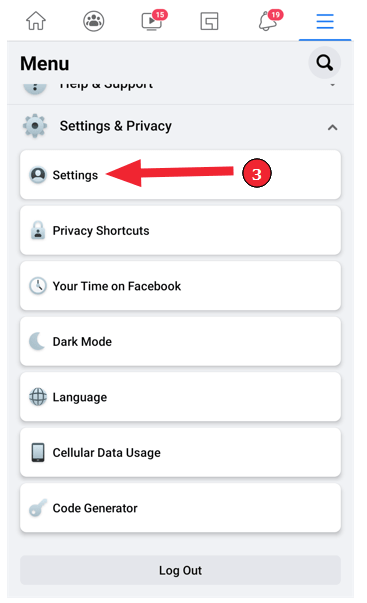 15
19
Menu
Help & Support
Settings & Privacy
Settings
3
Privacy Shortcuts
Your Time on Facebook
Dark Mode
Language
Cellular Data Usage
Code Generator
Log Out